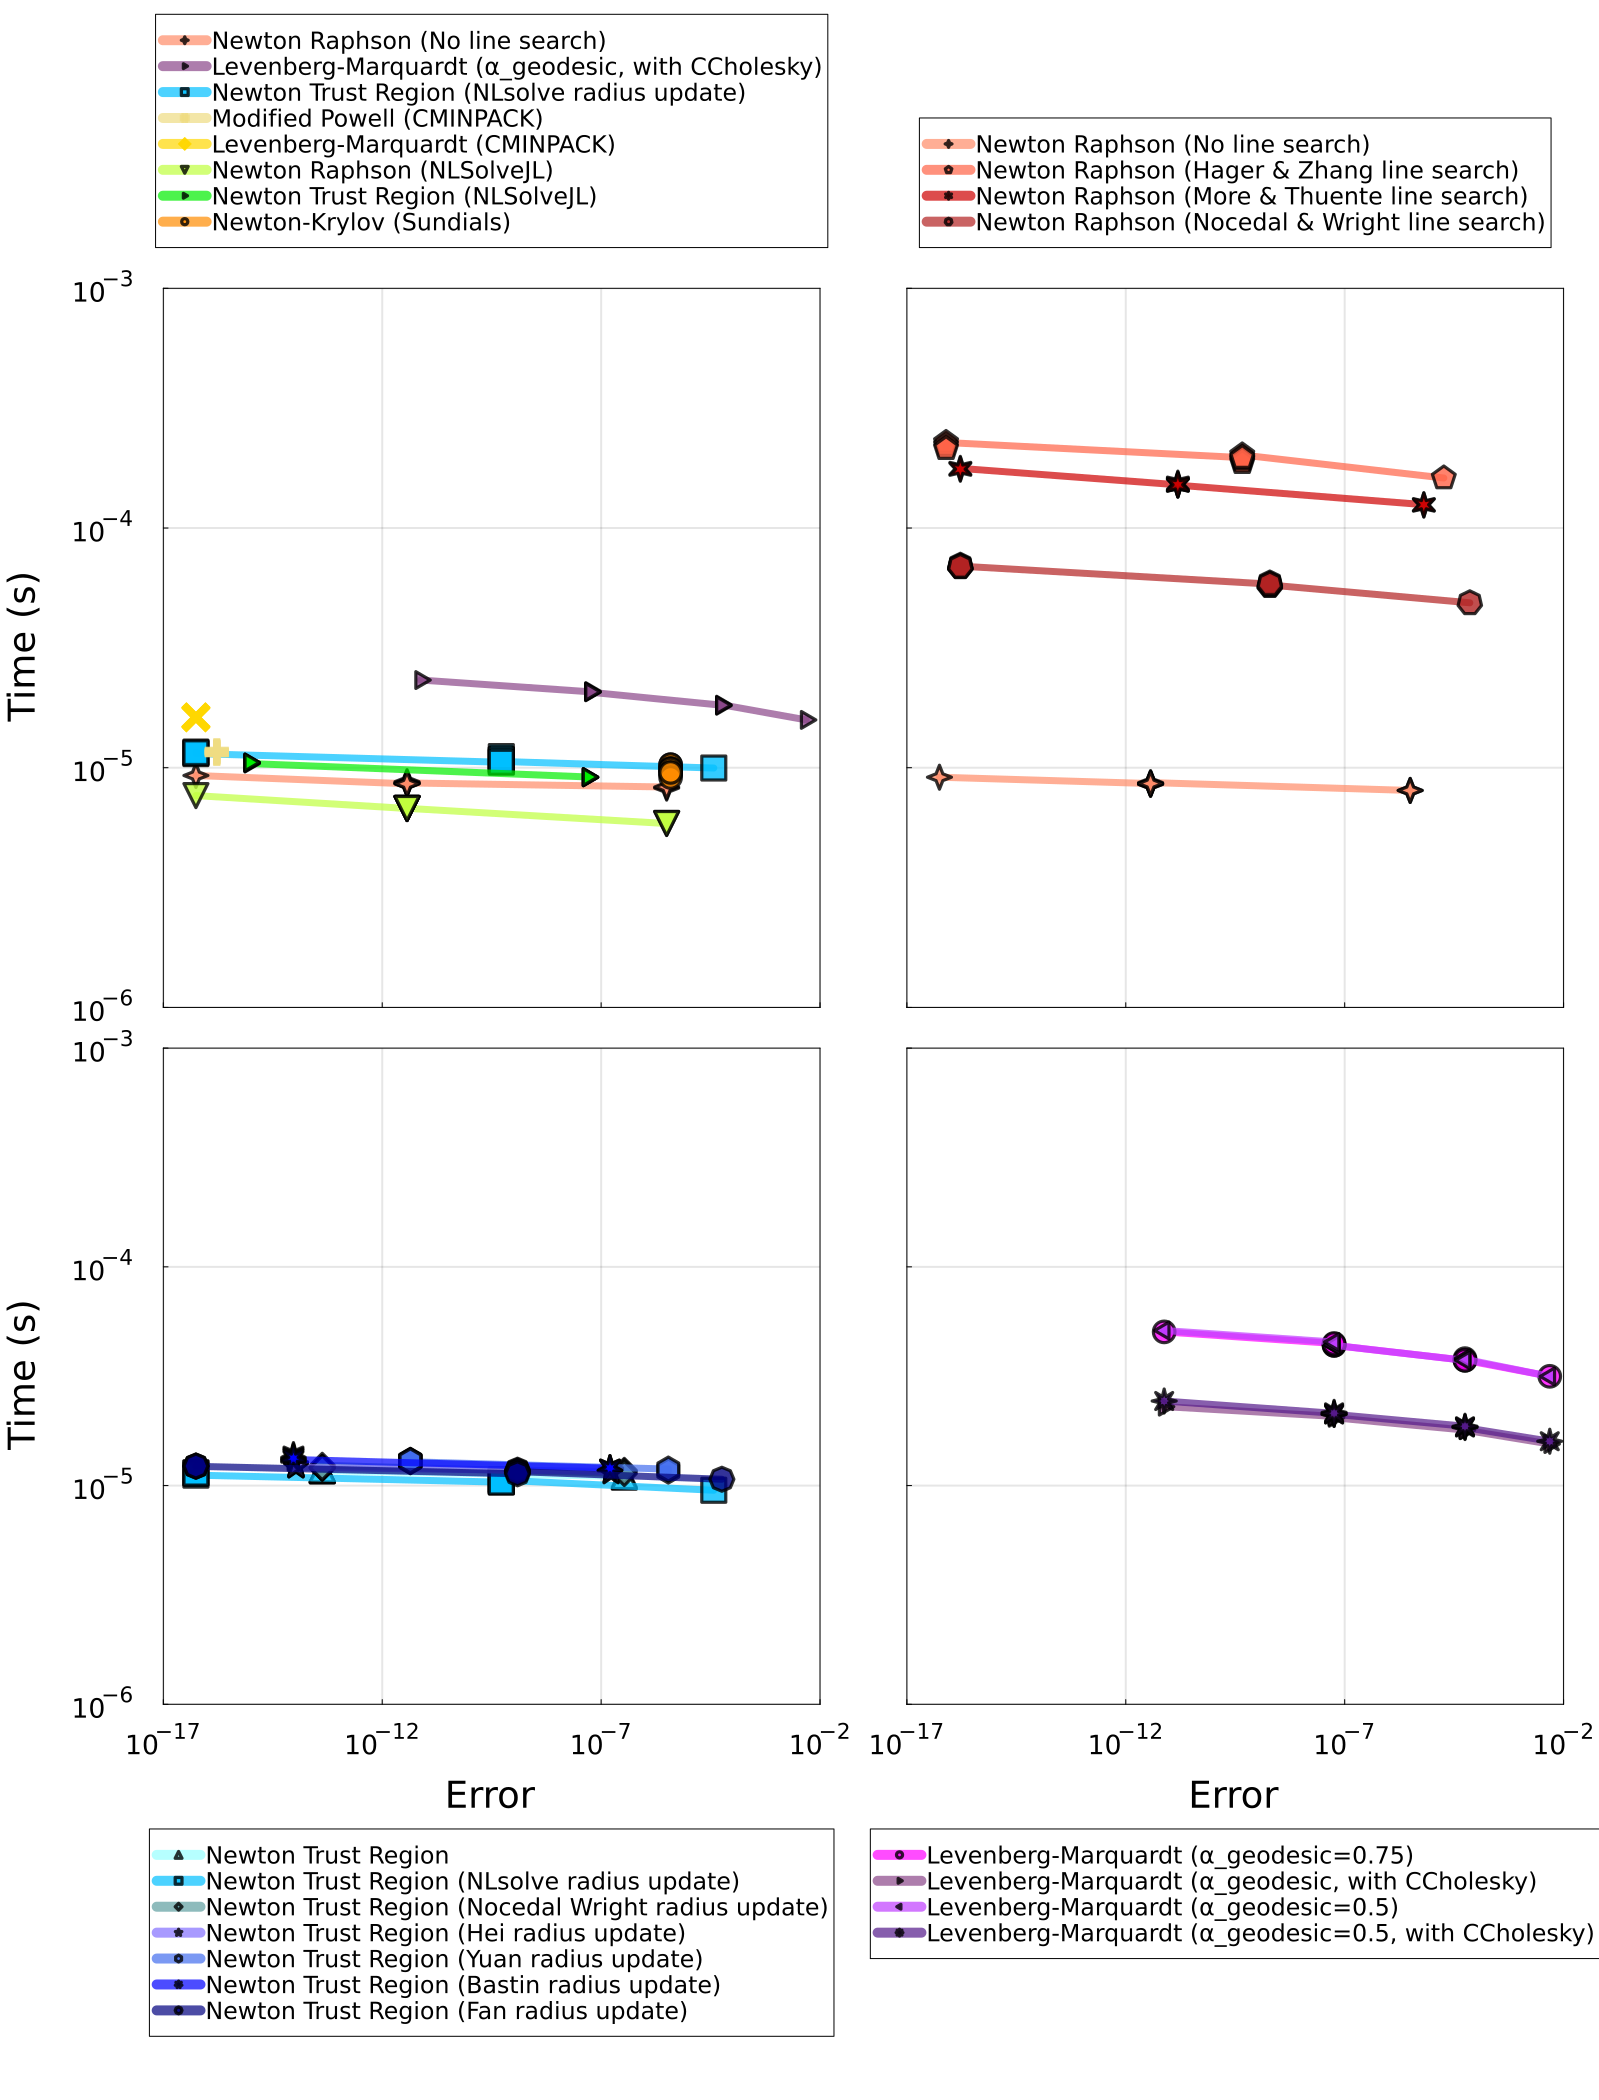 Newton Raphson (No line search)
Levenberg-Marquardt (α_geodesic, with CCholesky)
Newton Trust Region (NLsolve radius update)
Modified Powell (CMINPACK)
Levenberg-Marquardt (CMINPACK)
Newton Raphson (NLSolveJL)
Newton Trust Region (NLSolveJL)
Newton-Krylov (Sundials)
Newton Raphson (No line search)
Newton Raphson (Hager & Zhang line search)
Newton Raphson (More & Thuente line search)
Newton Raphson (Nocedal & Wright line search)
Time (s)
10⁻³
10⁻⁴
10⁻⁵
10⁻⁶
Time (s)
10⁻³
10⁻⁴
10⁻⁵
10⁻⁶
10⁻¹⁷ 10⁻¹² 10⁻⁷ 10⁻²
10⁻¹⁷ 10⁻¹² 10⁻⁷ 10⁻²
Error
Error
Newton Trust Region
Newton Trust Region (NLsolve radius update)
Newton Trust Region (Nocedal Wright radius update)
Newton Trust Region (Hei radius update)
Newton Trust Region (Yuan radius update)
Newton Trust Region (Bastin radius update)
Newton Trust Region (Fan radius update)
Levenberg-Marquardt (α_geodesic=0.75)
Levenberg-Marquardt (α_geodesic, with CCholesky)
Levenberg-Marquardt (α_geodesic=0.5)
Levenberg-Marquardt (α_geodesic=0.5, with CCholesky)